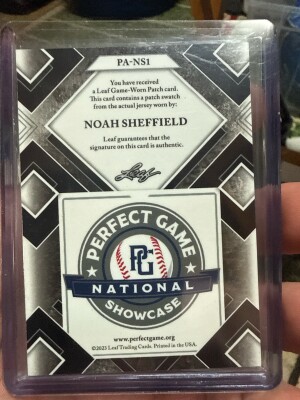 PA-NS1
You have received
a Leaf Game-Worn Patch card.
This card contains a patch swatch
from the actual jersey worn by:
NOAH SHEFFIELD
Leaf guarantees that the
signature on this card is authentic.
Leaf
PERFECT GAME
PG
NATIONAL
SHOWCASE
www.perfectgame.org
©2023 Leaf Trading Cards. Printed in the USA.